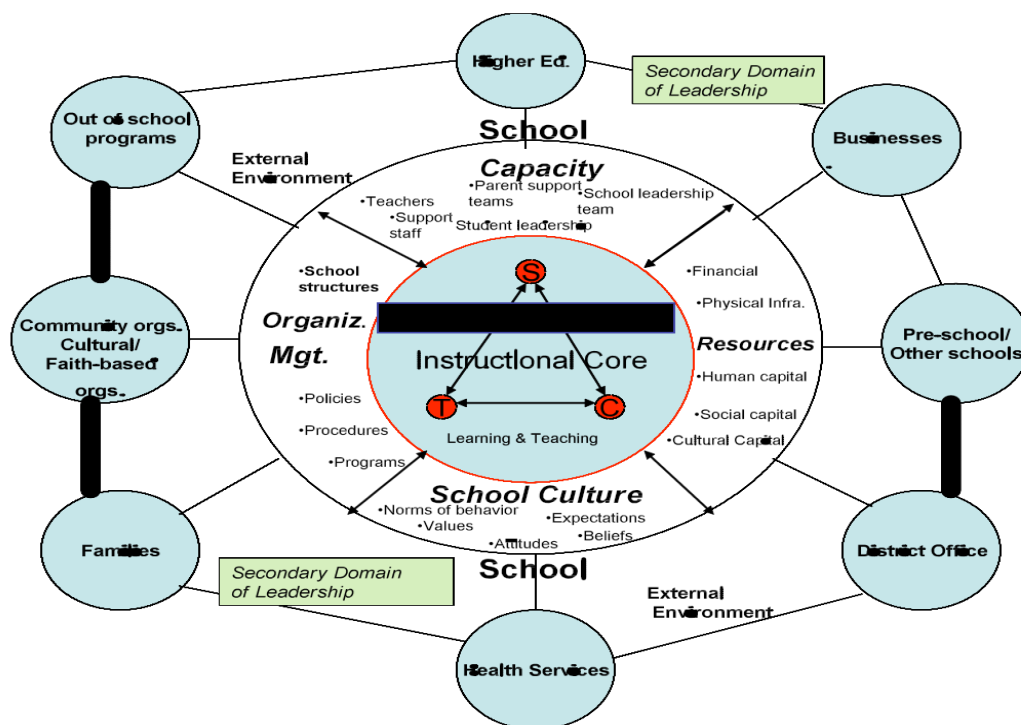 Higher Ed.
Secondary Domain
of Leadership
Out of school
programs
Businesses
School
External
Environment
Capacity
•Parent support
teams
•School leadership
team
•Teachers
•Support
staff
Student leadership
•School
structures
S
•Financial
•Physical Infra.
Organiz.
Mgt.
Community orgs.
Cultural/
Faith-based
orgs.
Instructional Core
Resources
Pre-school/
Other schools
•Human capital
•Policies
T
C
•Social capital
•Procedures
Learning & Teaching
•Cultural Capital
•Programs
School Culture
•Norms of behavior
•Values
•Attitudes
•Expectations
•Beliefs
Families
District Office
School
Secondary Domain
of Leadership
External
Environment
Health Services